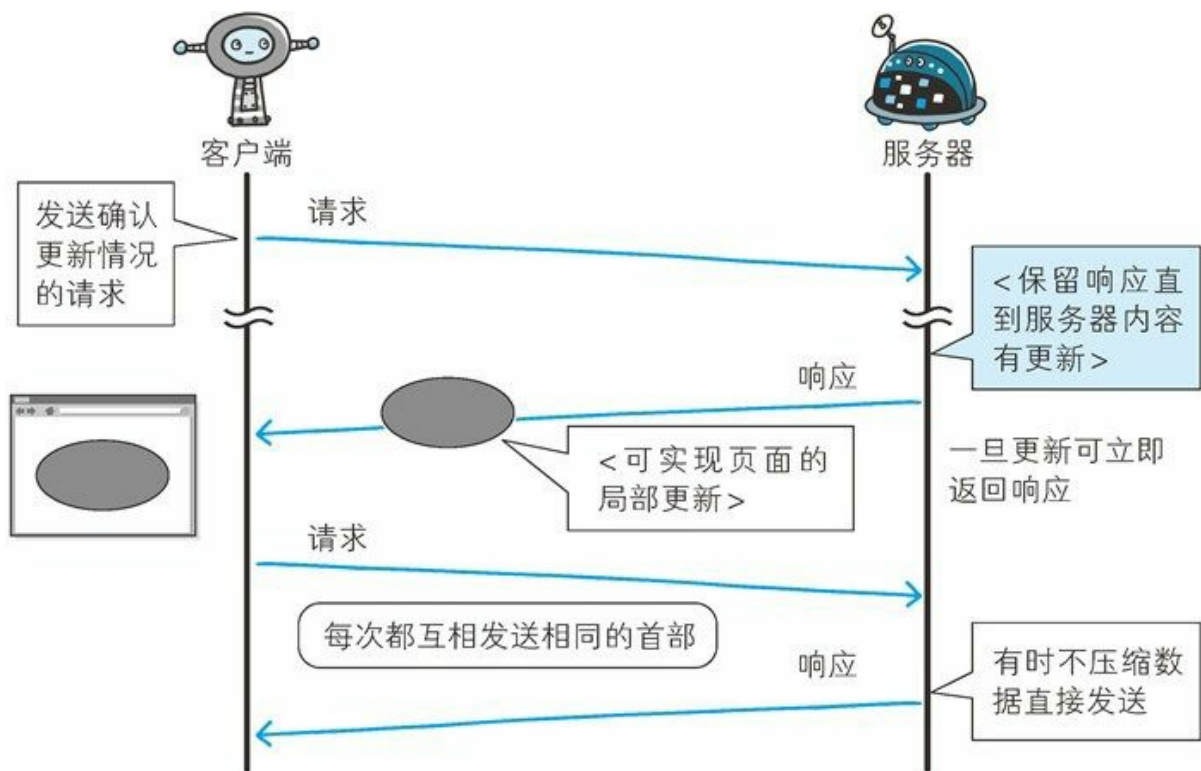 客户端
服务器
发送确认
更新情况
的请求
请求
<保留响应直
到服务器内容
有更新>
响应
<可实现页面的
局部更新>
一旦更新可立即
返回响应
请求
每次都互相发送相同的首部
响应
有时不压缩数
据直接发送